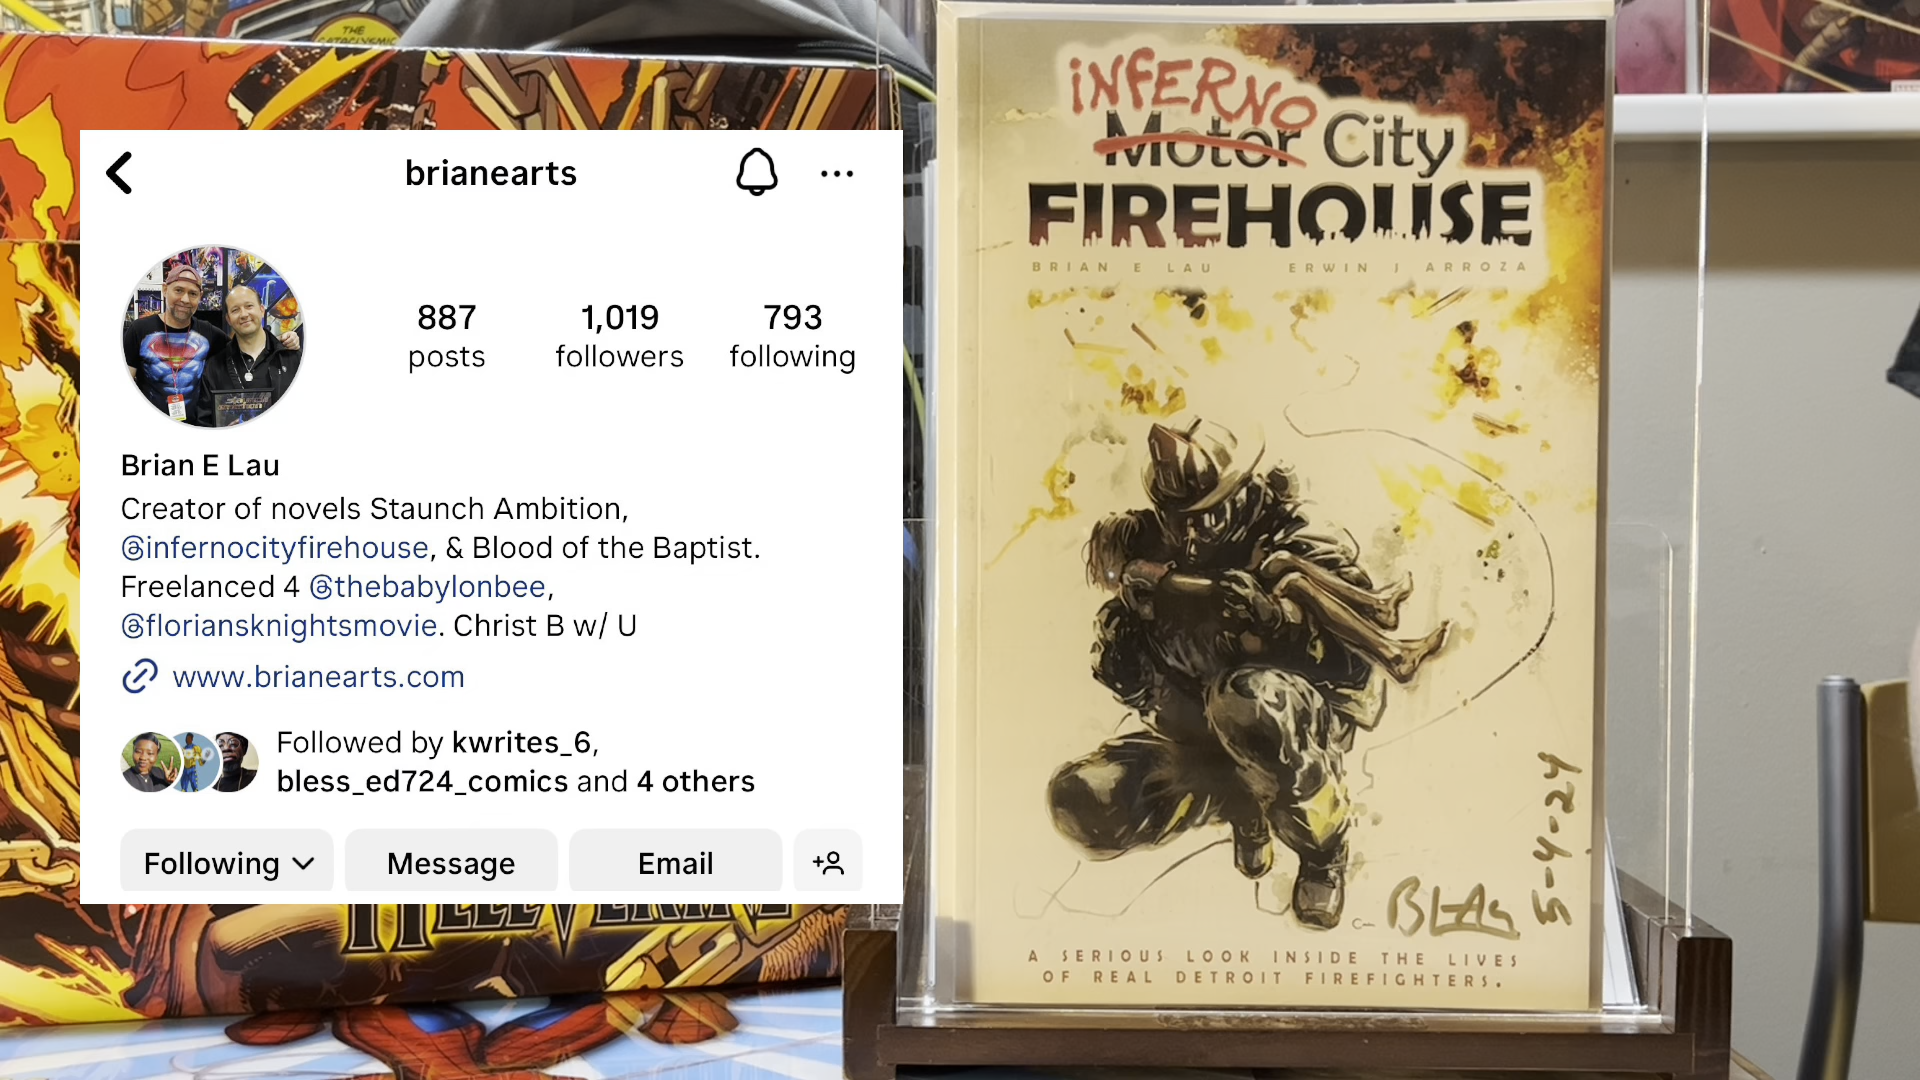 THE
CATACLYSMIC
brianearts
887
posts
1,019
followers
793
following
Brian E Lau
Creator of novels Staunch Ambition,
@infernocityfirehouse, & Blood of the Baptist.
Freelanced 4 @thebabylonbee,
@floriansknightsmovie. Christ B w/ U
www.brianearts.com
Followed by kwrites_6,
bless_ed724_comics and 4 others
Following
Message
Email
INFERNO
Motor City
FIREHOUSE
BRIAN E LAU ERWIN J ARROZA
BLAu
5-4-24
A SERIOUS LOOK INSIDE THE LIVES
OF REAL DETROIT FIREFIGHTERS.